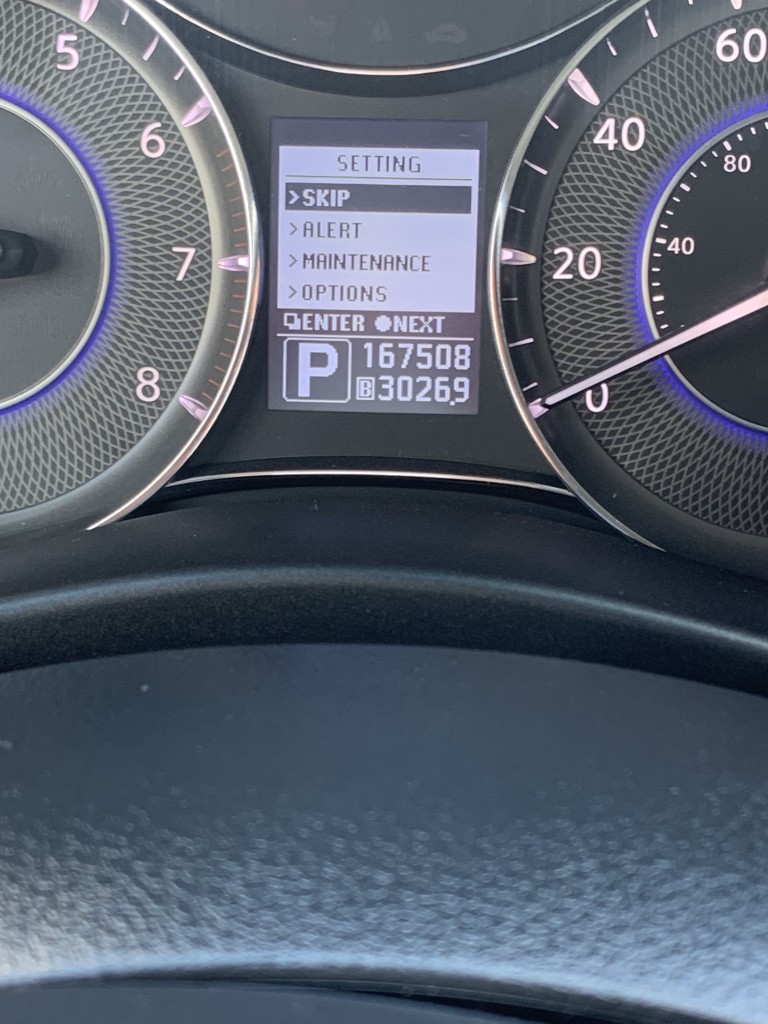 5
6
7
8
SETTING
>SKIP
>ALERT
>MAINTENANCE
>OPTIONS
ENTER NEXT
P
167508
B 3026.9
60
40
20
0
80
40